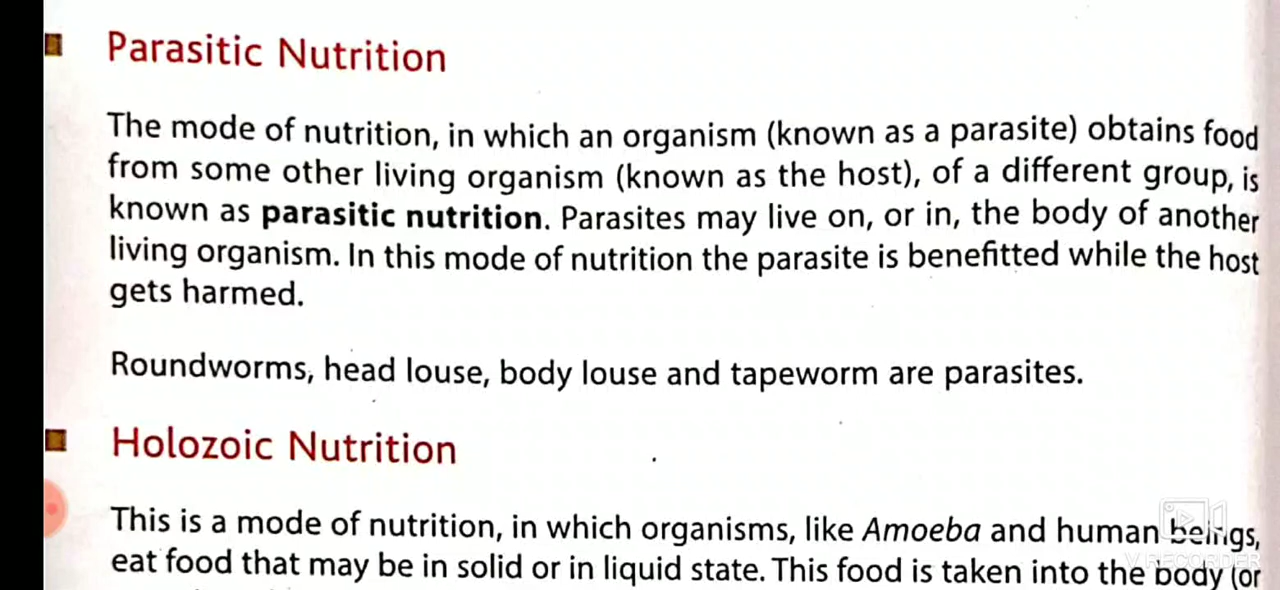 Parasitic Nutrition
The mode of nutrition, in which an organism (known as a parasite) obtains food
from some other living organism (known as the host), of a different group, is
known as parasitic nutrition. Parasites may live on, or in, the body of another
living organism. In this mode of nutrition the parasite is benefitted while the host
gets harmed.
Roundworms, head louse, body louse and tapeworm are parasites.
Holozoic Nutrition
This is a mode of nutrition, in which organisms, like Amoeba and human beings,
eat food that may be in solid or in liquid state. This food is taken into the body (or
V RECORDER